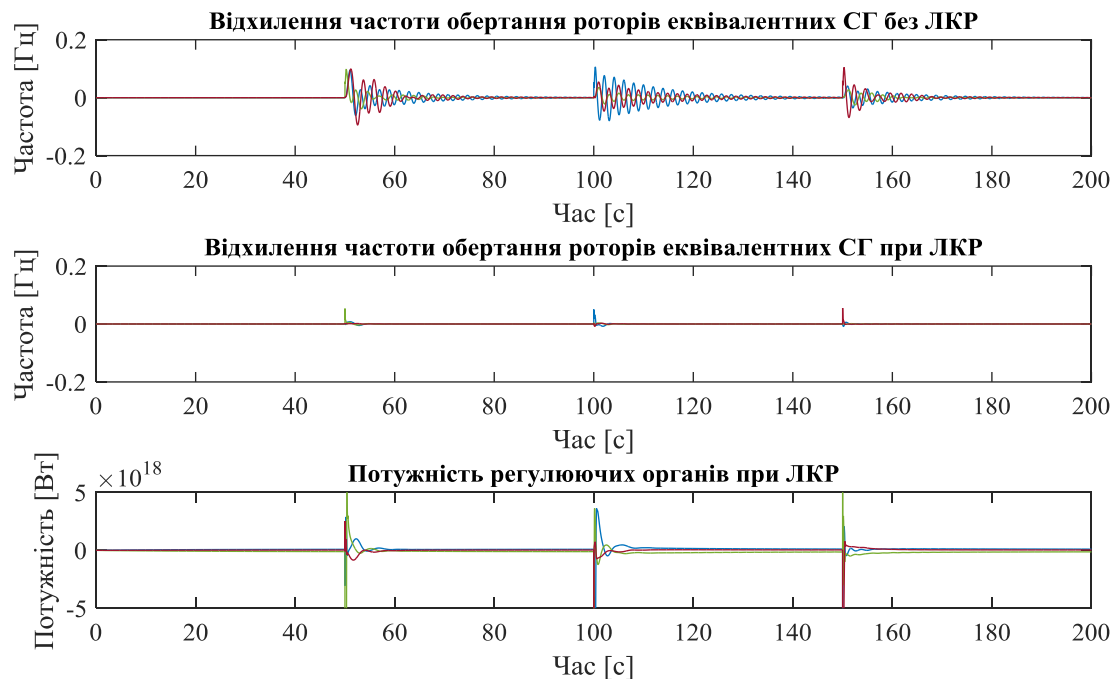 Відхилення частоти обертання роторів еквівалентних СГ без ЛКР
Частота [Гц]
0.2
0
-0.2
0 20 40 60 80 100 120 140 160 180 200
Час [с]
Відхилення частоти обертання роторів еквівалентних СГ при ЛКР
Частота [Гц]
0.2
0
-0.2
0 20 40 60 80 100 120 140 160 180 200
Час [с]
Потужність регулюючих органів при ЛКР
×10^18
Потужність [Вт]
5
0
-5
0 20 40 60 80 100 120 140 160 180 200
Час [с]